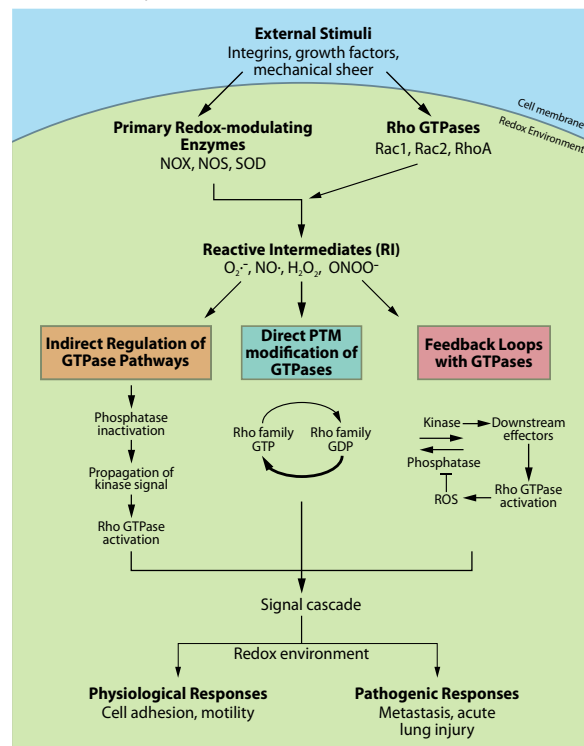 External Stimuli
Integrins, growth factors,
mechanical sheer
Cell membrane
Redox Environment
Primary Redox-modulating
Enzymes
NOX, NOS, SOD
Rho GTPases
Rac1, Rac2, RhoA
Reactive Intermediates (RI)
O₂·⁻, NO·, H₂O₂, ONOO⁻
Indirect Regulation of
GTPase Pathways
Direct PTM
modification of
GTPases
Feedback Loops
with GTPases
Phosphatase
inactivation
Propagation of
kinase signal
Rho GTPase
activation
Rho family
GTP
Rho family
GDP
Kinase
Downstream
effectors
Phosphatase
ROS
Rho GTPase
activation
Signal cascade
Redox environment
Physiological Responses
Cell adhesion, motility
Pathogenic Responses
Metastasis, acute
lung injury